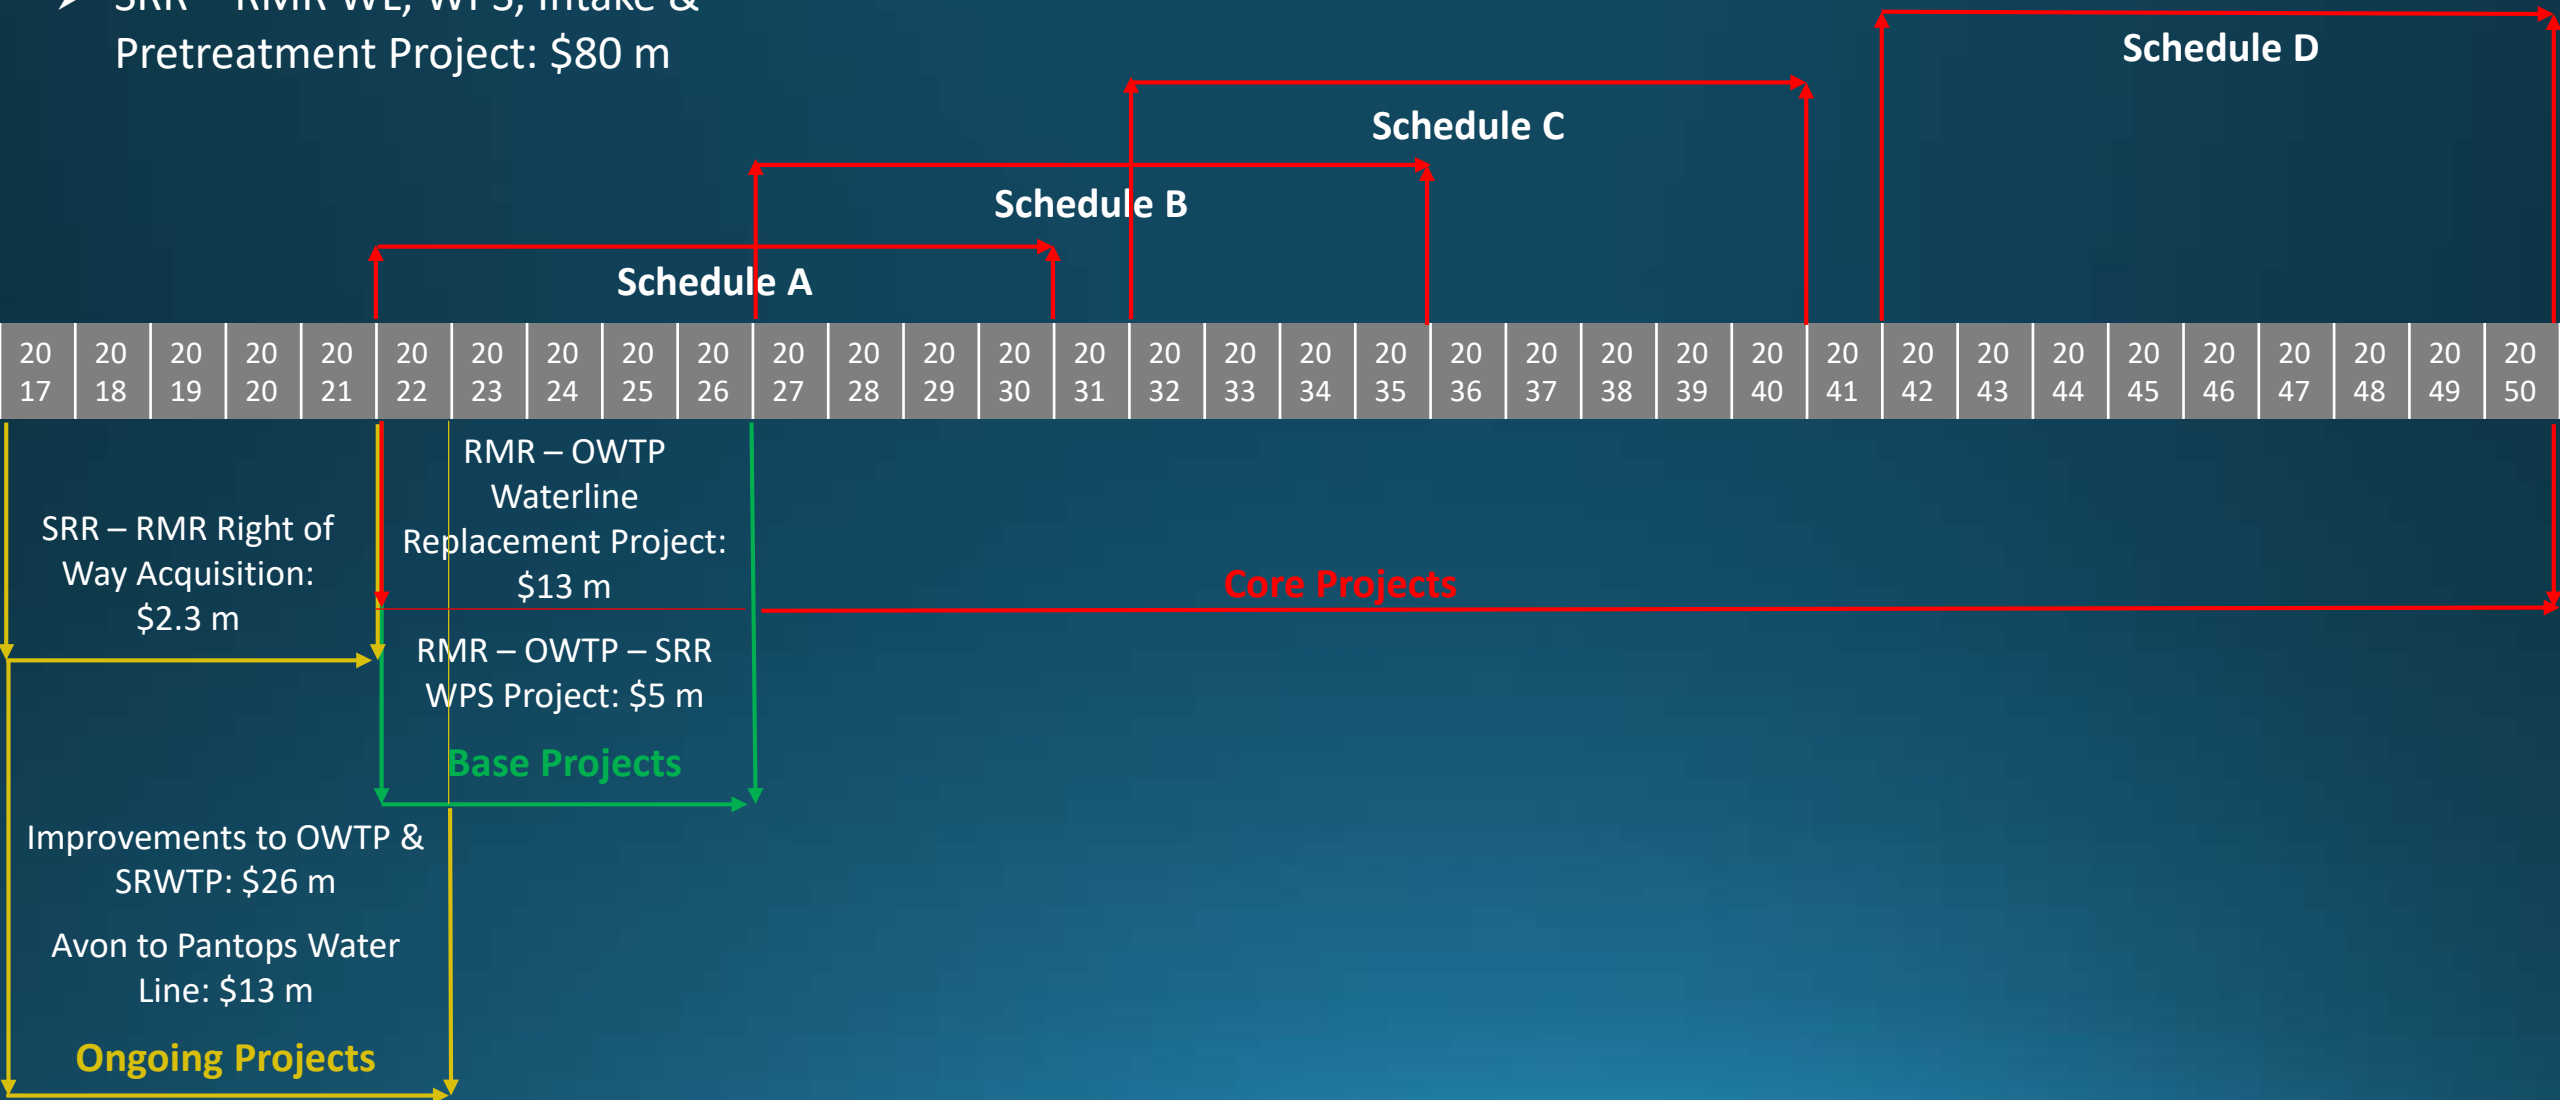 ➢ SRR – RMR WL, WPS, Intake &
Pretreatment Project: $80 m
Schedule D
Schedule C
Schedule B
Schedule A
20 20 20 20 20 20 20 20 20 20 20 20 20 20 20 20 20 20 20 20 20 20 20 20 20 20 20 20 20 20 20 20 20 20
17 18 19 20 21 22 23 24 25 26 27 28 29 30 31 32 33 34 35 36 37 38 39 40 41 42 43 44 45 46 47 48 49 50
SRR – RMR Right of
Way Acquisition:
$2.3 m
RMR – OWTP
Waterline
Replacement Project:
$13 m
RMR – OWTP – SRR
WPS Project: $5 m
Base Projects
Core Projects
Improvements to OWTP &
SRWTP: $26 m
Avon to Pantops Water
Line: $13 m
Ongoing Projects